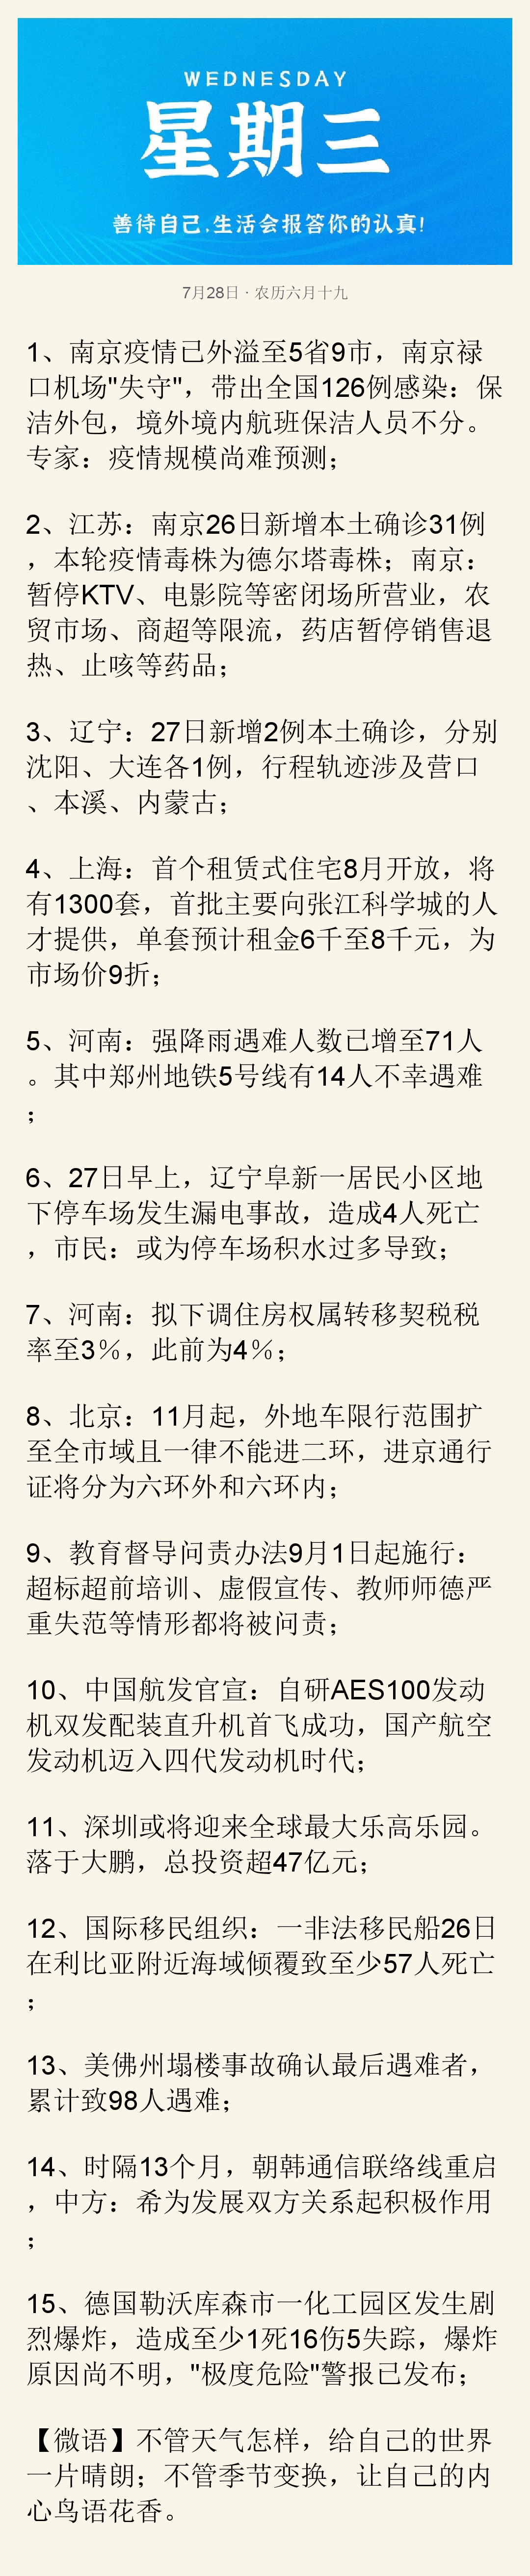 WEDNESDAY
星期三
善待自己.生活会报答你的认真!
7月28日 · 农历六月十九
1、南京疫情已外溢至5省9市，南京禄
口机场"失守"，带出全国126例感染：保
洁外包，境外境内航班保洁人员不分。
专家：疫情规模尚难预测；
2、江苏：南京26日新增本土确诊31例
，本轮疫情毒株为德尔塔毒株；南京：
暂停KTV、电影院等密闭场所营业，农
贸市场、商超等限流，药店暂停销售退
热、止咳等药品；
3、辽宁：27日新增2例本土确诊，分别
沈阳、大连各1例，行程轨迹涉及营口
、本溪、内蒙古；
4、上海：首个租赁式住宅8月开放，将
有1300套，首批主要向张江科学城的人
才提供，单套预计租金6千至8千元，为
市场价9折；
5、河南：强降雨遇难人数已增至71人
。其中郑州地铁5号线有14人不幸遇难
；
6、27日早上，辽宁阜新一居民小区地
下停车场发生漏电事故，造成4人死亡
，市民：或为停车场积水过多导致；
7、河南：拟下调住房权属转移契税税
率至3％，此前为4％；
8、北京：11月起，外地车限行范围扩
至全市域且一律不能进二环，进京通行
证将分为六环外和六环内；
9、教育督导问责办法9月1日起施行：
超标超前培训、虚假宣传、教师师德严
重失范等情形都将被问责；
10、中国航发官宣：自研AES100发动
机双发配装直升机首飞成功，国产航空
发动机迈入四代发动机时代；
11、深圳或将迎来全球最大乐高乐园。
落于大鹏，总投资超47亿元；
12、国际移民组织：一非法移民船26日
在利比亚附近海域倾覆致至少57人死亡
；
13、美佛州塌楼事故确认最后遇难者，
累计致98人遇难；
14、时隔13个月，朝韩通信联络线重启
，中方：希为发展双方关系起积极作用
；
15、德国勒沃库森市一化工园区发生剧
烈爆炸，造成至少1死16伤5失踪，爆炸
原因尚不明，"极度危险"警报已发布；
【微语】不管天气怎样，给自己的世界
一片晴朗；不管季节变换，让自己的内
心鸟语花香。